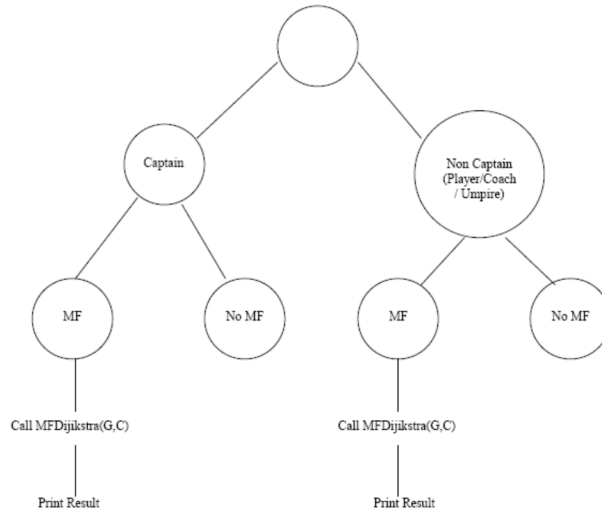 Captain
Non Captain
(Player/Coach
/ Umpire)
MF
No MF
MF
No MF
Call MFDijikstra(G,C)
Call MFDijikstra(G,C)
Print Result
Print Result